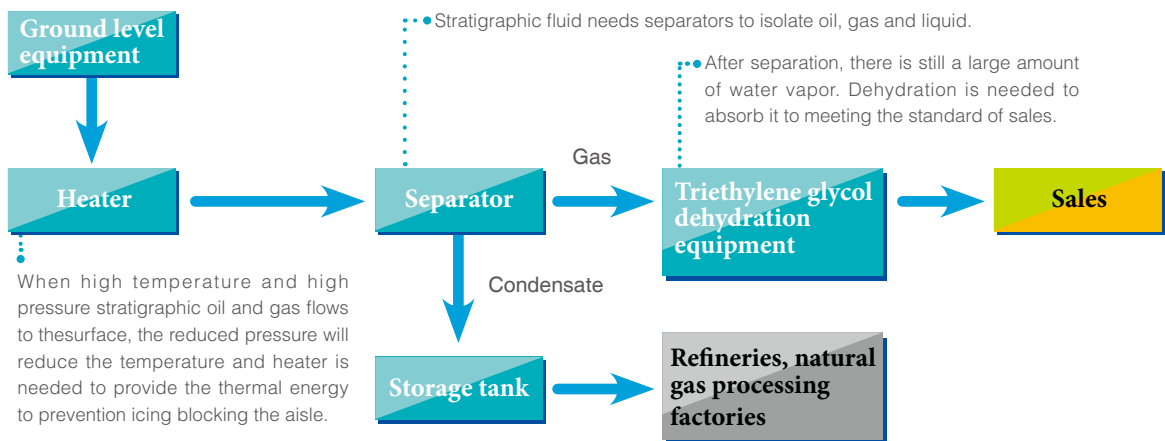 Ground level
equipment
Stratigraphic fluid needs separators to isolate oil, gas and liquid.
After separation, there is still a large amount
of water vapor. Dehydration is needed to
absorb it to meeting the standard of sales.
Heater
Separator
Gas
Triethylene glycol
dehydration
equipment
Sales
When high temperature and high
pressure stratigraphic oil and gas flows
to thesurface, the reduced pressure will
reduce the temperature and heater is
needed to provide the thermal energy
to prevention icing blocking the aisle.
Condensate
Storage tank
Refineries, natural
gas processing
factories